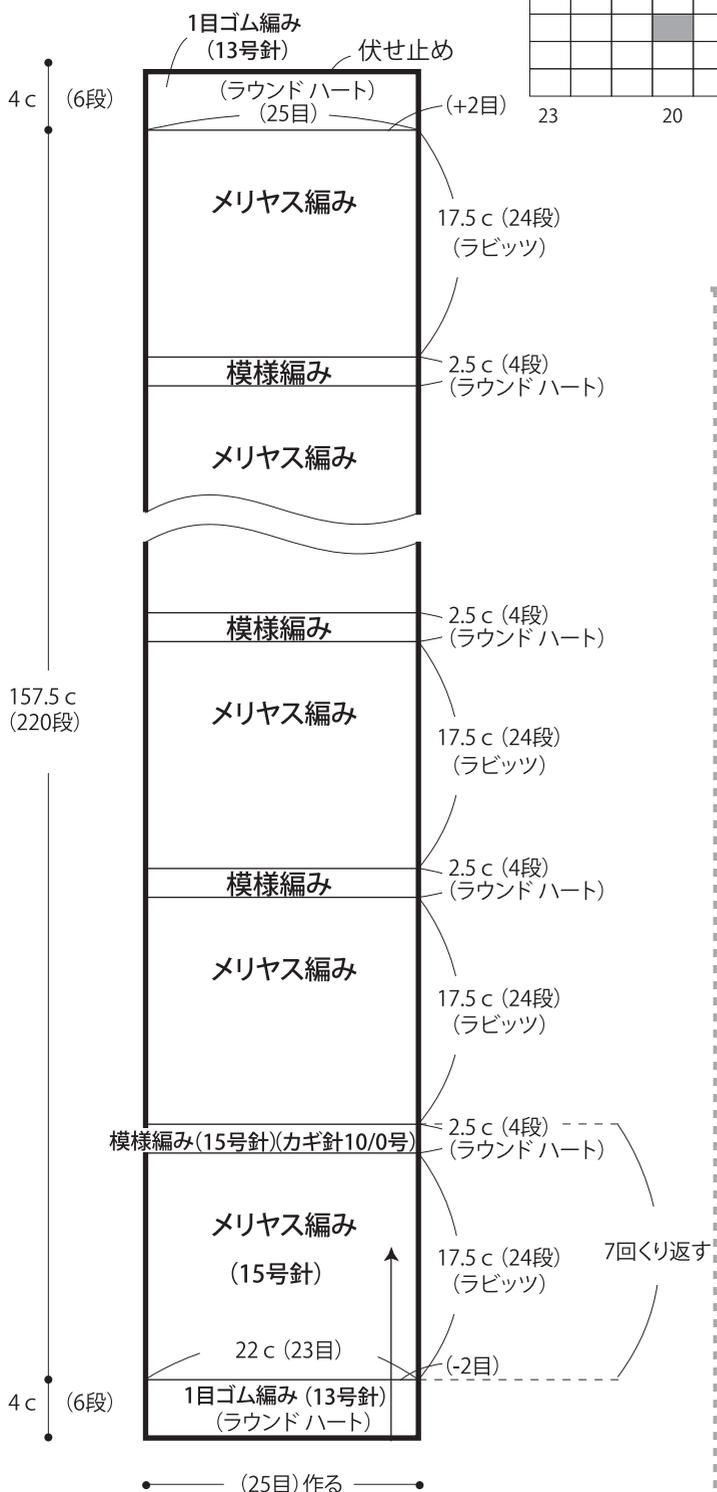 1目ゴム編み
(13号針)
伏せ止め
4 c (6段)
(ラウンド ハート)
(25目)
(+2目)
23 20
メリヤス編み
17.5 c (24段)
(ラビッツ)
模様編み
2.5 c (4段)
(ラウンド ハート)
メリヤス編み
模様編み
2.5 c (4段)
(ラウンド ハート)
157.5 c
(220段)
メリヤス編み
17.5 c (24段)
(ラビッツ)
模様編み
2.5 c (4段)
(ラウンド ハート)
メリヤス編み
17.5 c (24段)
(ラビッツ)
模様編み(15号針)(カギ針10/0号)
2.5 c (4段)
(ラウンド ハート)
メリヤス編み
(15号針)
17.5 c (24段)
(ラビッツ)
7回くり返す
22 c (23目)
(-2目)
4 c (6段)
1目ゴム編み (13号針)
(ラウンド ハート)
(25目) 作る